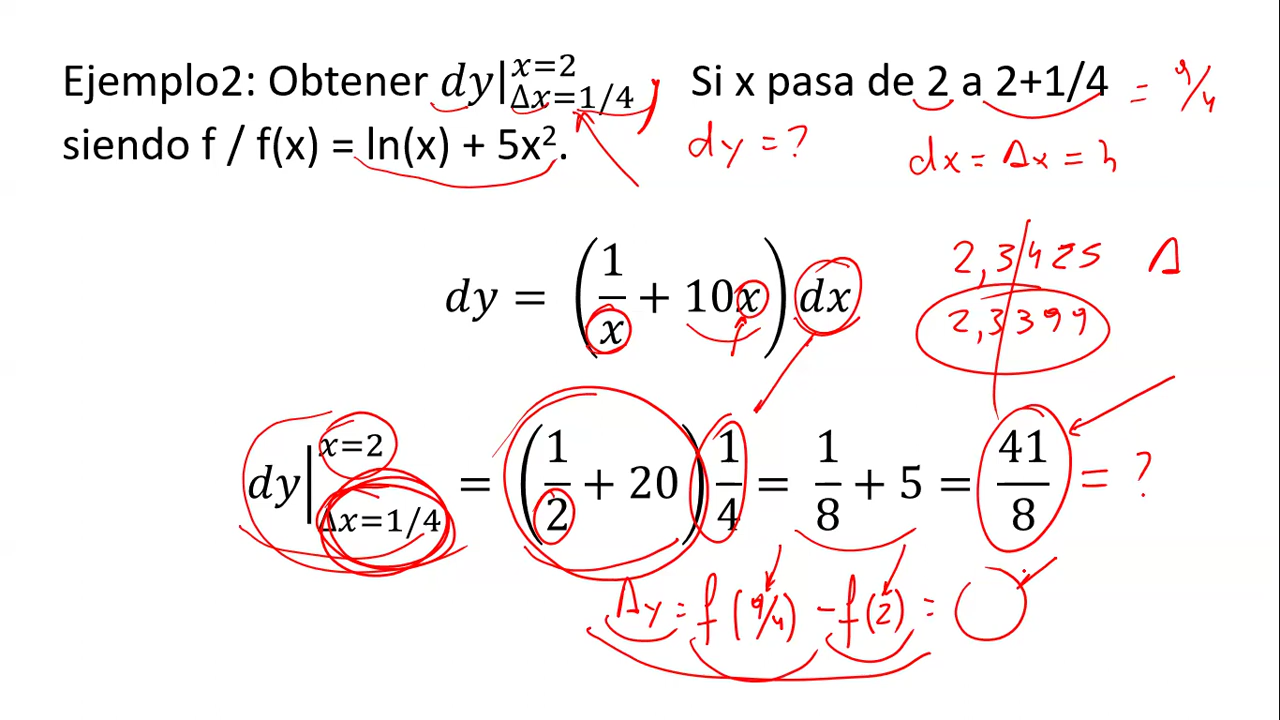 Ejemplo2: Obtener dy|_{Δx=1/4}^{x=2} Si x pasa de 2 a 2+1/4 = 9/4
siendo f / f(x) = ln(x) + 5x². dy = ? dx = Δx = h
2,3425 Δ
dy = (1/x + 10x) dx 2,3399
dy|_{Δx=1/4}^{x=2} = (1/2 + 20) 1/4 = 1/8 + 5 = 41/8 = ?
Δy = f(9/4) - f(2) =